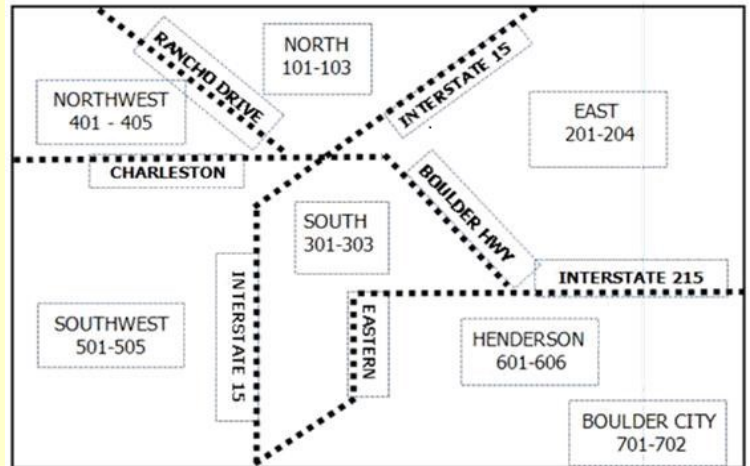 NORTH
101-103
RANCHO DRIVE
INTERSTATE 15
NORTHWEST
401 - 405
EAST
201-204
CHARLESTON
BOULDER HWY
SOUTH
301-303
INTERSTATE 215
INTERSTATE 15
EASTERN
SOUTHWEST
501-505
HENDERSON
601-606
BOULDER CITY
701-702